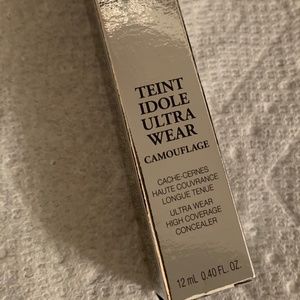 TEINT
IDOLE
ULTRA
WEAR
CAMOUFLAGE
CACHE-CERNES
HAUTE COUVRANCE
LONGUE TENUE
ULTRA WEAR
HIGH COVERAGE
CONCEALER
12 mL 0.40 FL. OZ.